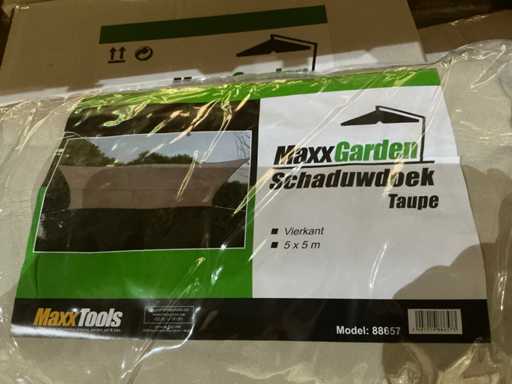 MaxxGarden
Schaduwdoek
Taupe
Vierkant
5 x 5 m
MaxxTools
Model: 88657